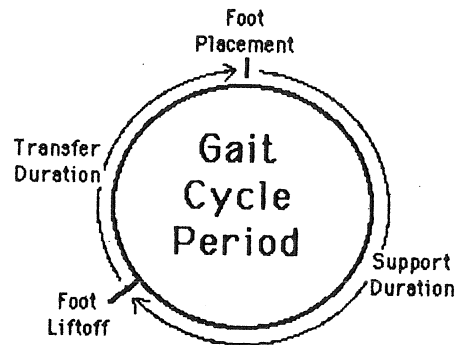 Foot
Placement
Transfer
Duration
Gait
Cycle
Period
Support
Duration
Foot
Liftoff